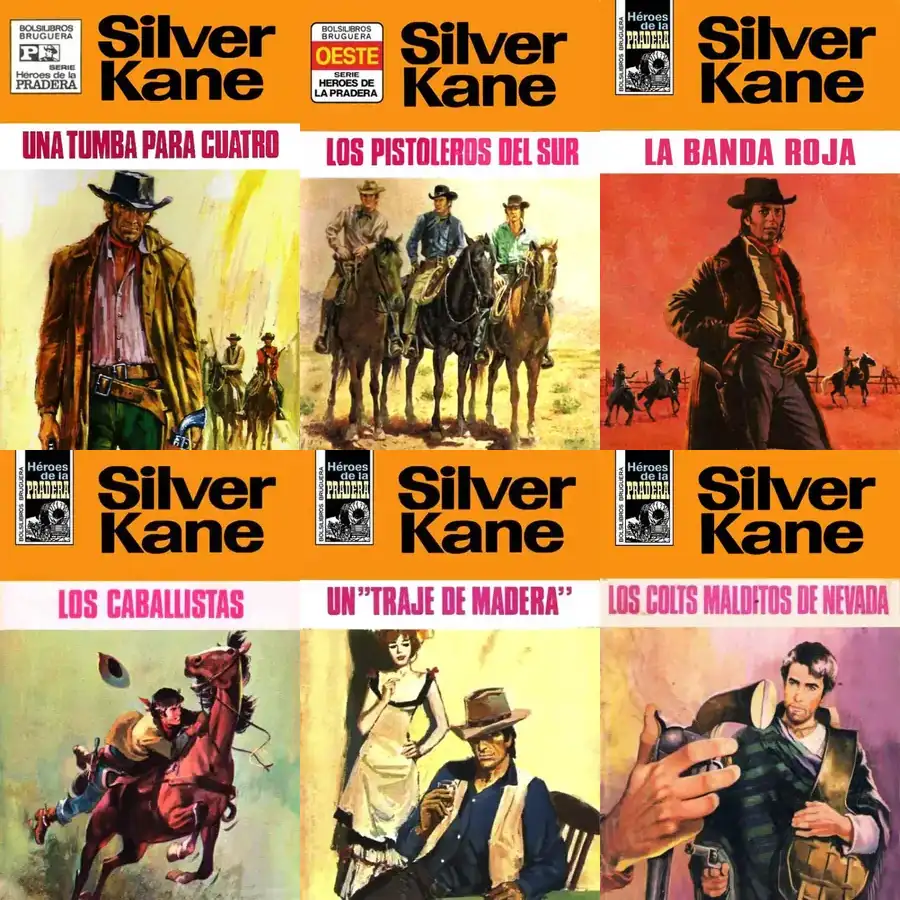 BOLSILIBROS
BRUGUERA
SERIE
Héroes de la
PRADERA
Silver
Kane
UNA TUMBA PARA CUATRO
BOLSILIBROS
BRUGUERA
OESTE
SERIE
HEROES DE
LA PRADERA
Silver
Kane
LOS PISTOLEROS DEL SUR
BOLSILIBROS BRUGUERA
Héroes
de la
PRADERA
Silver
Kane
LA BANDA ROJA
BOLSILIBROS BRUGUERA
Héroes
de la
PRADERA
Silver
Kane
LOS CABALLISTAS
BOLSILIBROS BRUGUERA
Héroes
de la
PRADERA
Silver
Kane
UN "TRAJE DE MADERA"
BOLSILIBROS BRUGUERA
Héroes
de la
PRADERA
Silver
Kane
LOS COLTS MALDITOS DE NEVADA